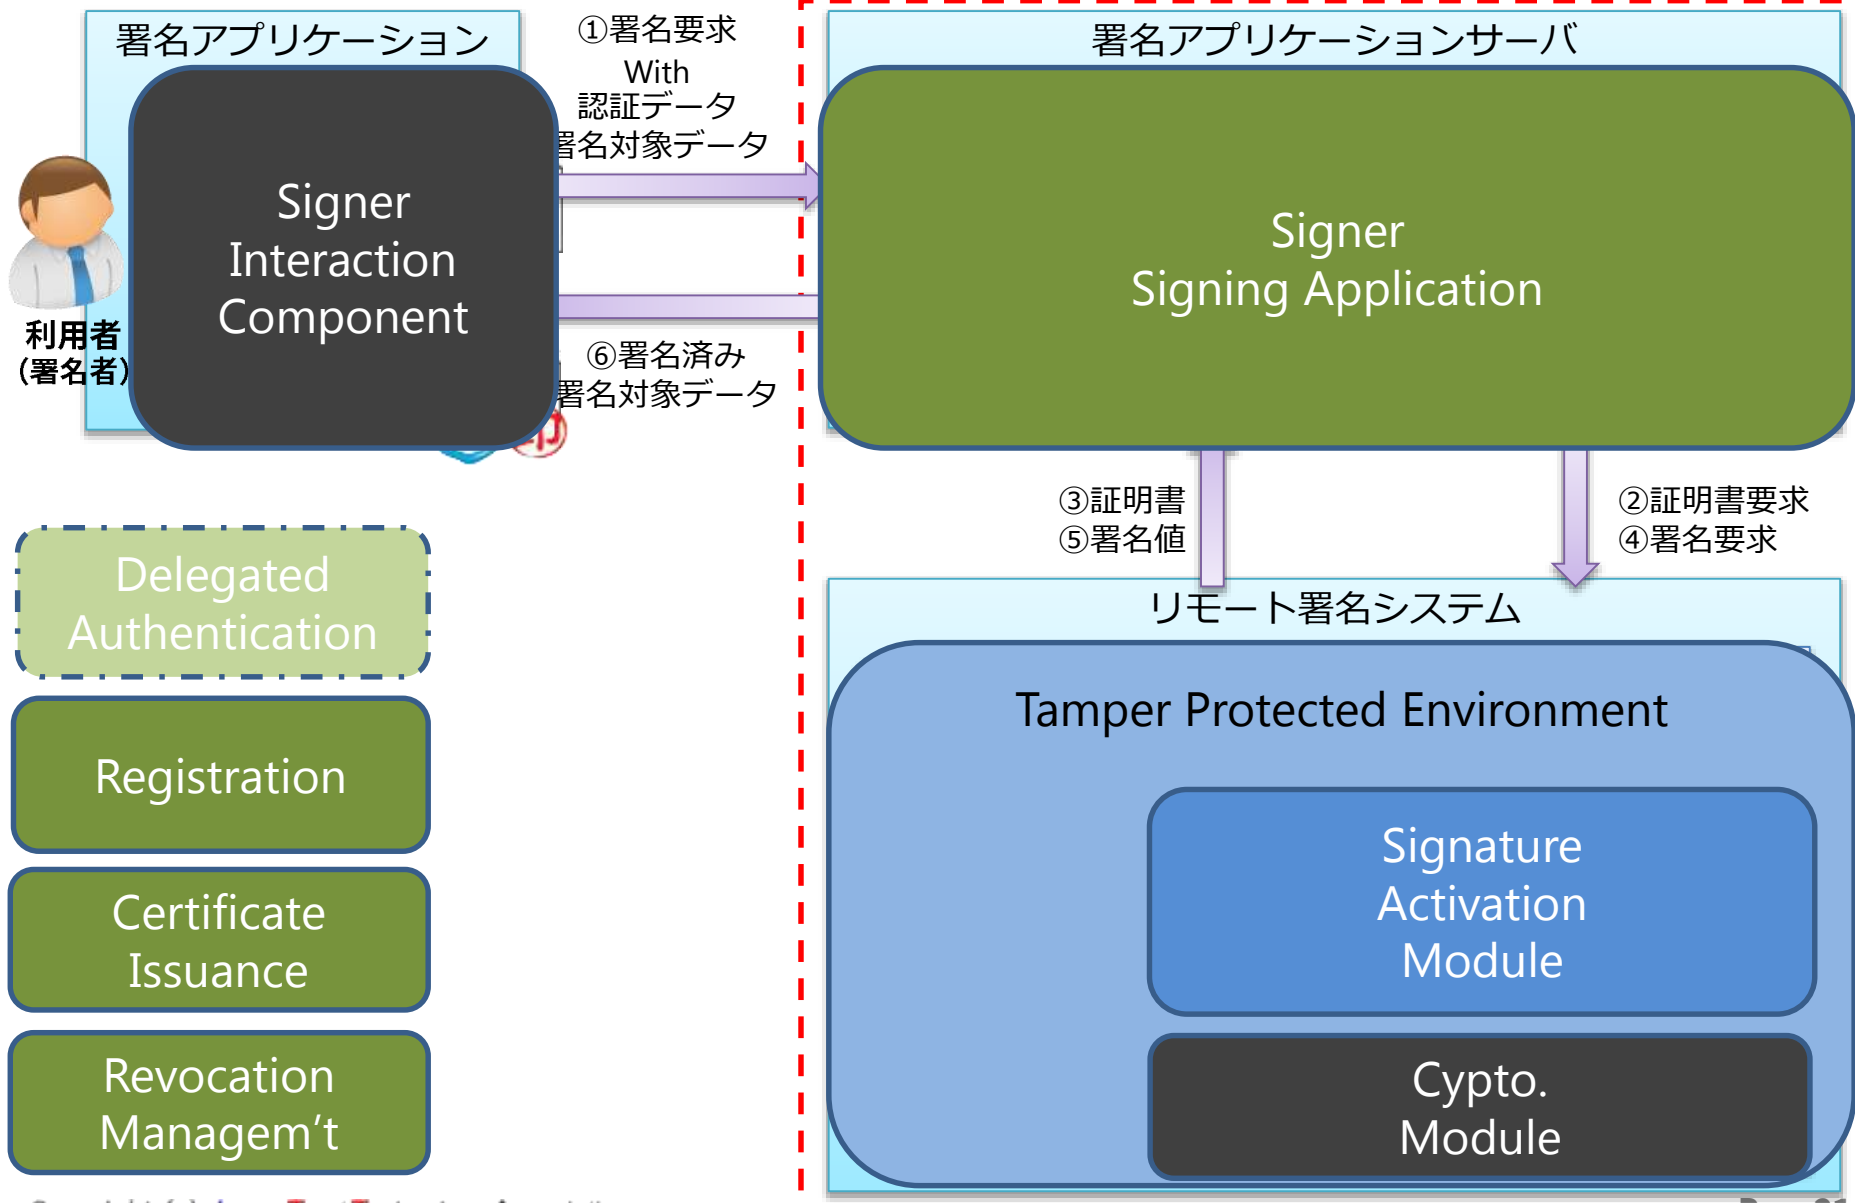 署名アプリケーション
①署名要求
With
認証データ
署名対象データ
署名アプリケーションサーバ
Signer
Interaction
Component
Signer
Signing Application
利用者
(署名者)
⑥署名済み
署名対象データ
③証明書
⑤署名値
②証明書要求
④署名要求
Delegated
Authentication
Registration
Certificate
Issuance
Revocation
Managem't
リモート署名システム
Tamper Protected Environment
Signature
Activation
Module
Cypto.
Module